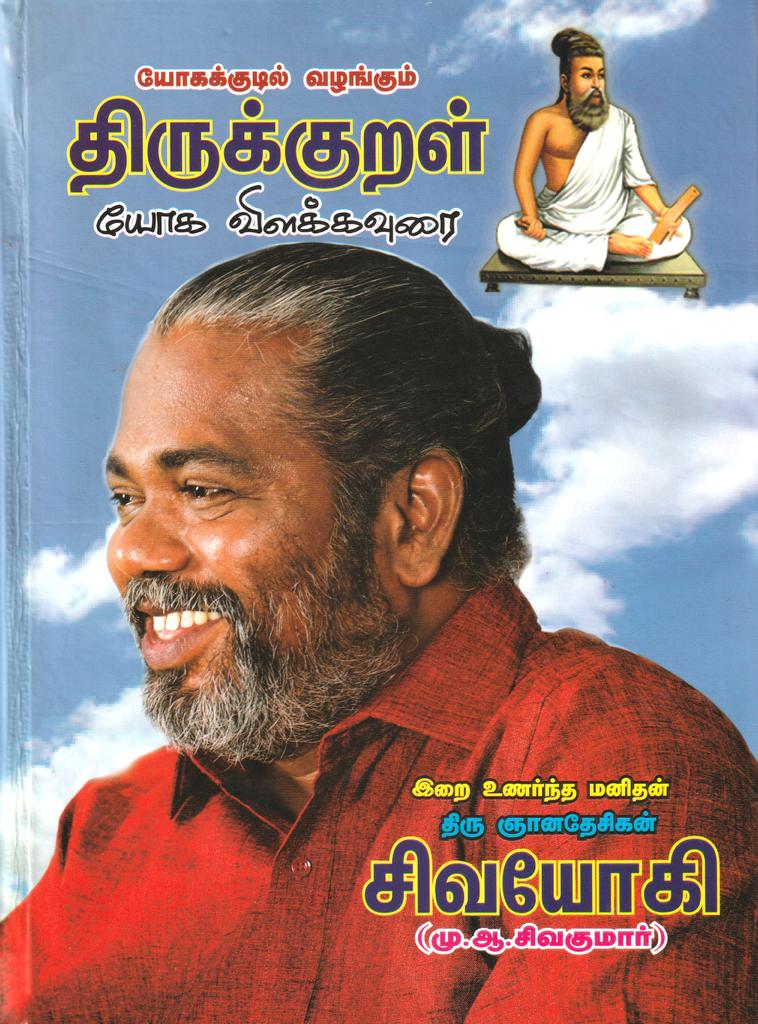 யோகக்குடில் வழங்கும்
திருக்குறள்
யோக விளக்கவுரை
இறை உணர்ந்த மனிதன்
திரு ஞானதேசிகன்
சிவயோகி
(மு.ஆ.சிவகுமார்)